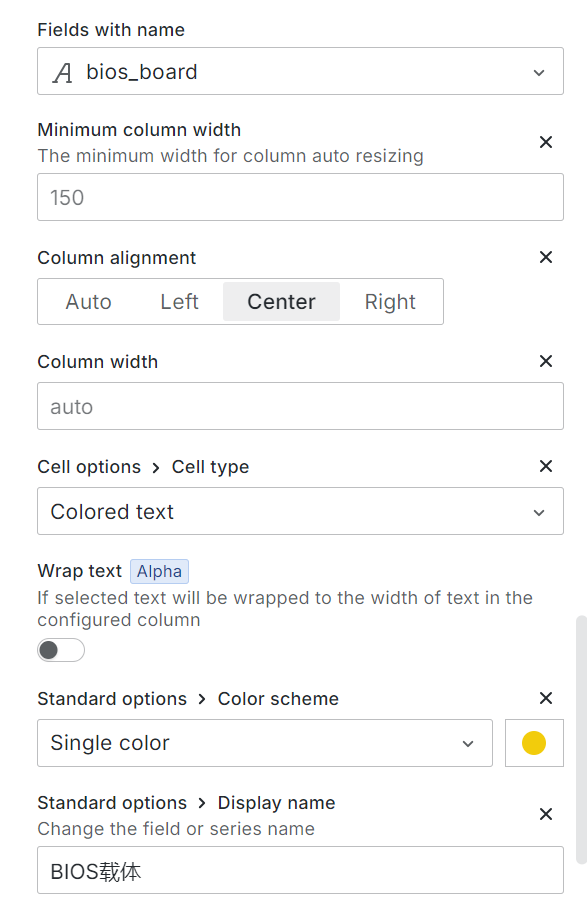 Fields with name
bios_board
Minimum column width
The minimum width for column auto resizing
150
Column alignment
Auto Left Center Right
Column width
auto
Cell options > Cell type
Colored text
Wrap text Alpha
If selected text will be wrapped to the width of text in the
configured column
Standard options > Color scheme
Single color
Standard options > Display name
Change the field or series name
BIOS载体